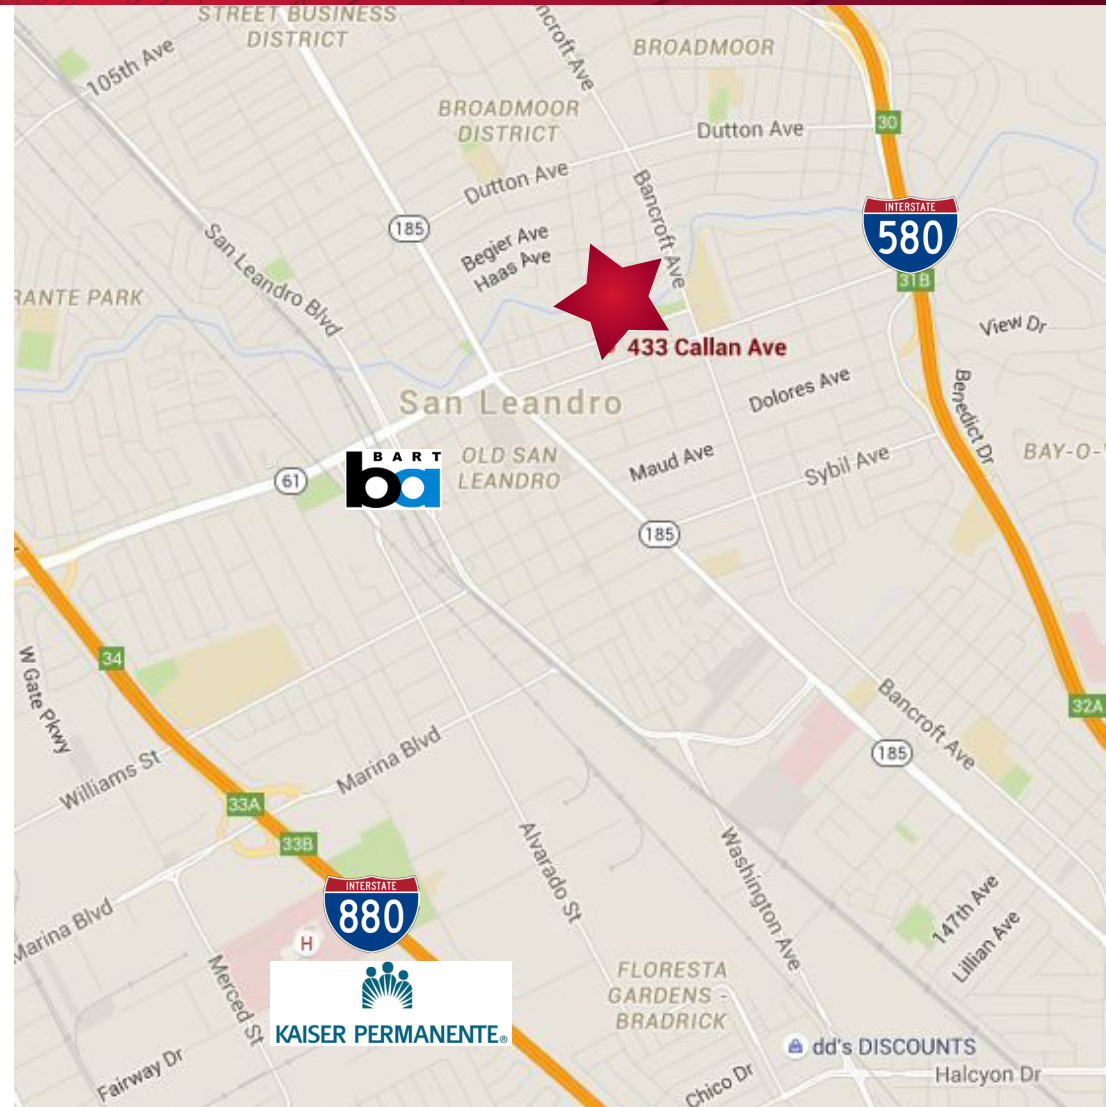 STREET BUSINESS
DISTRICT
ncroft Ave
BROADMOOR
105th Ave
BROADMOOR
DISTRICT
30
Dutton Ave
Dutton Ave
Bancroft Ave
INTERSTATE
580
185
San Leandro Blvd
Begier Ave
Haas Ave
31B
RANTE PARK
View Dr
433 Callan Ave
Dolores Ave
Benedict Dr
San Leandro
BART
ba
OLD SAN
LEANDRO
Maud Ave
Sybil Ave
BAY-O-
61
185
34
W Gate Pkwy
Bancroft Ave
32A
Marina Blvd
185
Williams St
33A
33B
Alvarado St
Washington Ave
INTERSTATE
880
147th Ave
Lillian Ave
Marina Blvd
H
Merced St
FLORESTA
GARDENS -
BRADRICK
KAISER PERMANENTE®
dd's DISCOUNTS
Fairway Dr
Chico Dr
Halcyon Dr